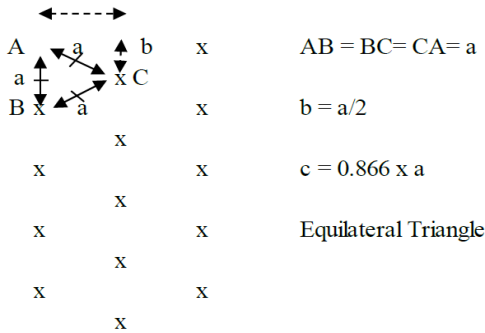 A a b x AB = BC= CA= a
a x C
B x a x b = a/2
x
x x c = 0.866 x a
x
x x Equilateral Triangle
x
x x
x